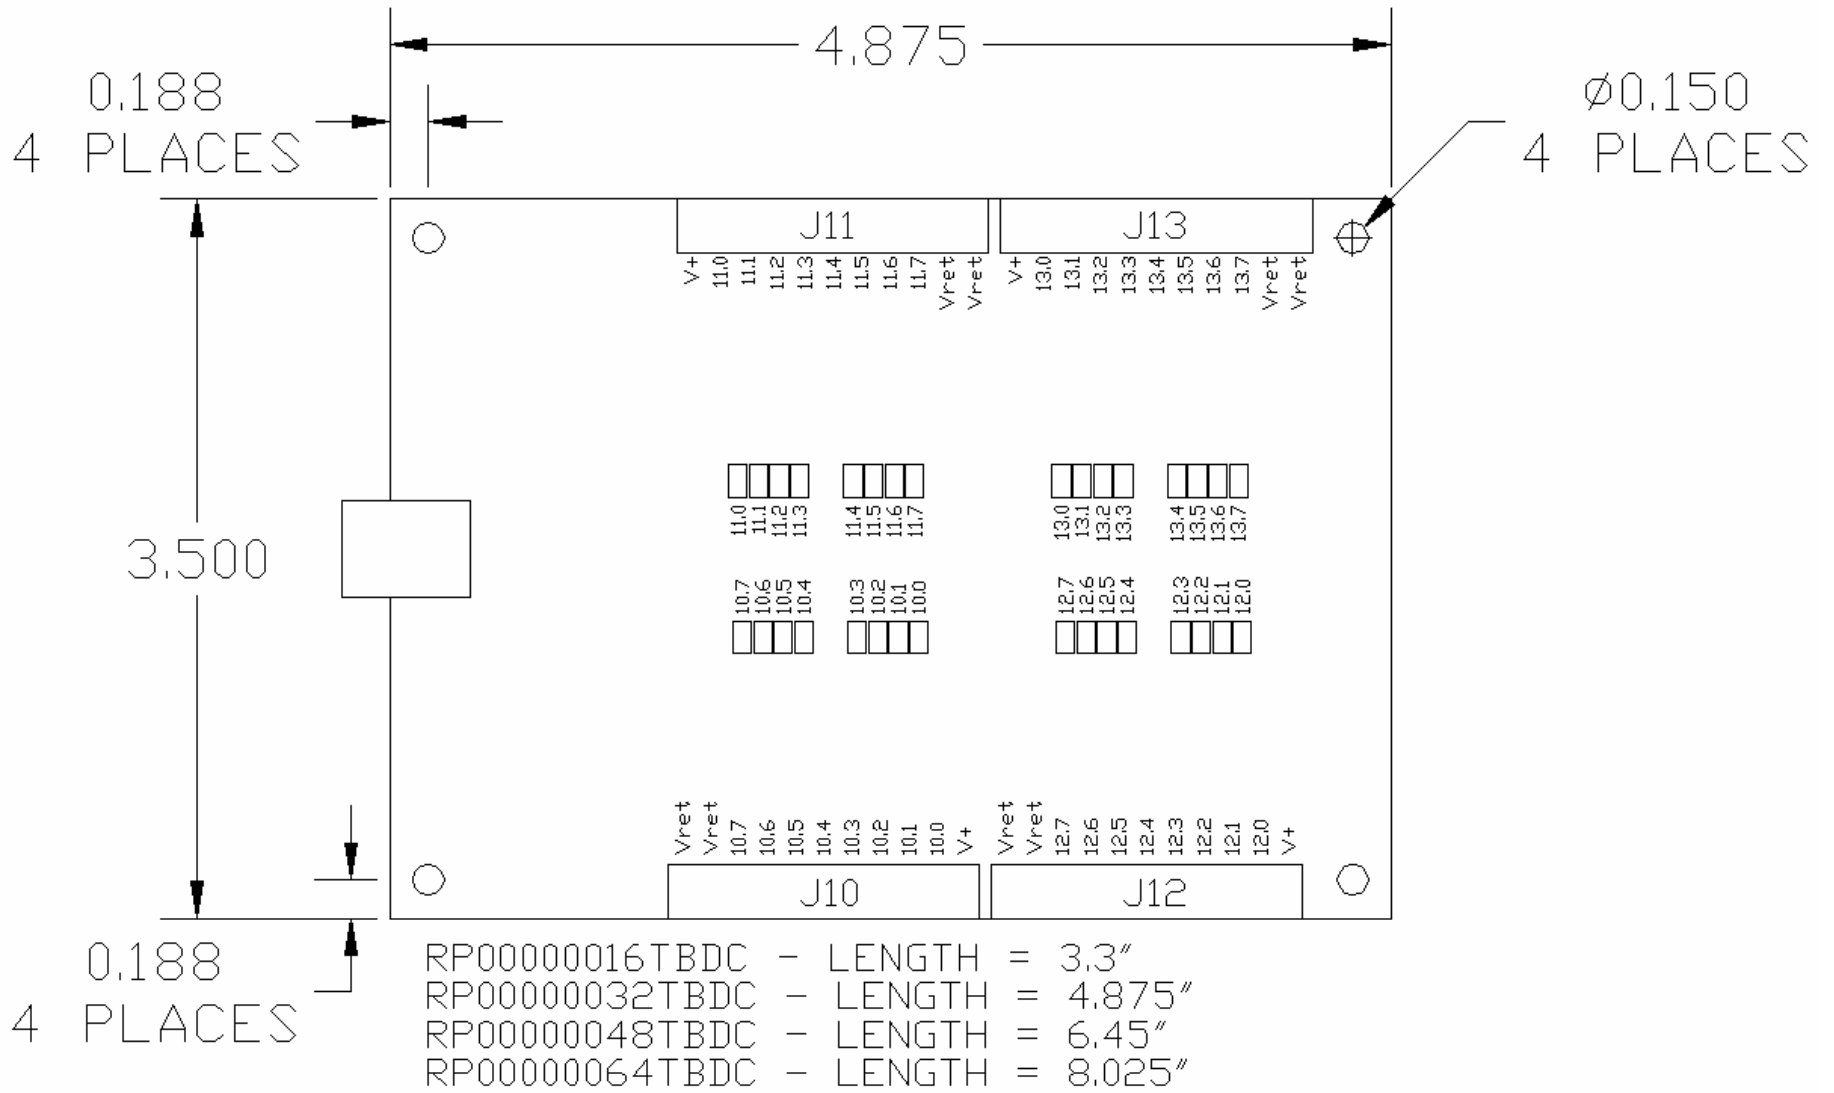 4.875
0.188
4 PLACES
Ø0.150
4 PLACES
J11
J13
V+ 11.0 11.1 11.2 11.3 11.4 11.5 11.6 11.7 Vret Vret
V+ 13.0 13.1 13.2 13.3 13.4 13.5 13.6 13.7 Vret Vret
11.0 11.1 11.2 11.3 11.4 11.5 11.6 11.7
13.0 13.1 13.2 13.3 13.4 13.5 13.6 13.7
3.500
10.7 10.6 10.5 10.4 10.3 10.2 10.1 10.0
12.7 12.6 12.5 12.4 12.3 12.2 12.1 12.0
Vret Vret 10.7 10.6 10.5 10.4 10.3 10.2 10.1 10.0 V+
Vret Vret 12.7 12.6 12.5 12.4 12.3 12.2 12.1 12.0 V+
J10
J12
0.188
4 PLACES
RP00000016TBDC - LENGTH = 3.3"
RP00000032TBDC - LENGTH = 4.875"
RP00000048TBDC - LENGTH = 6.45"
RP00000064TBDC - LENGTH = 8.025"